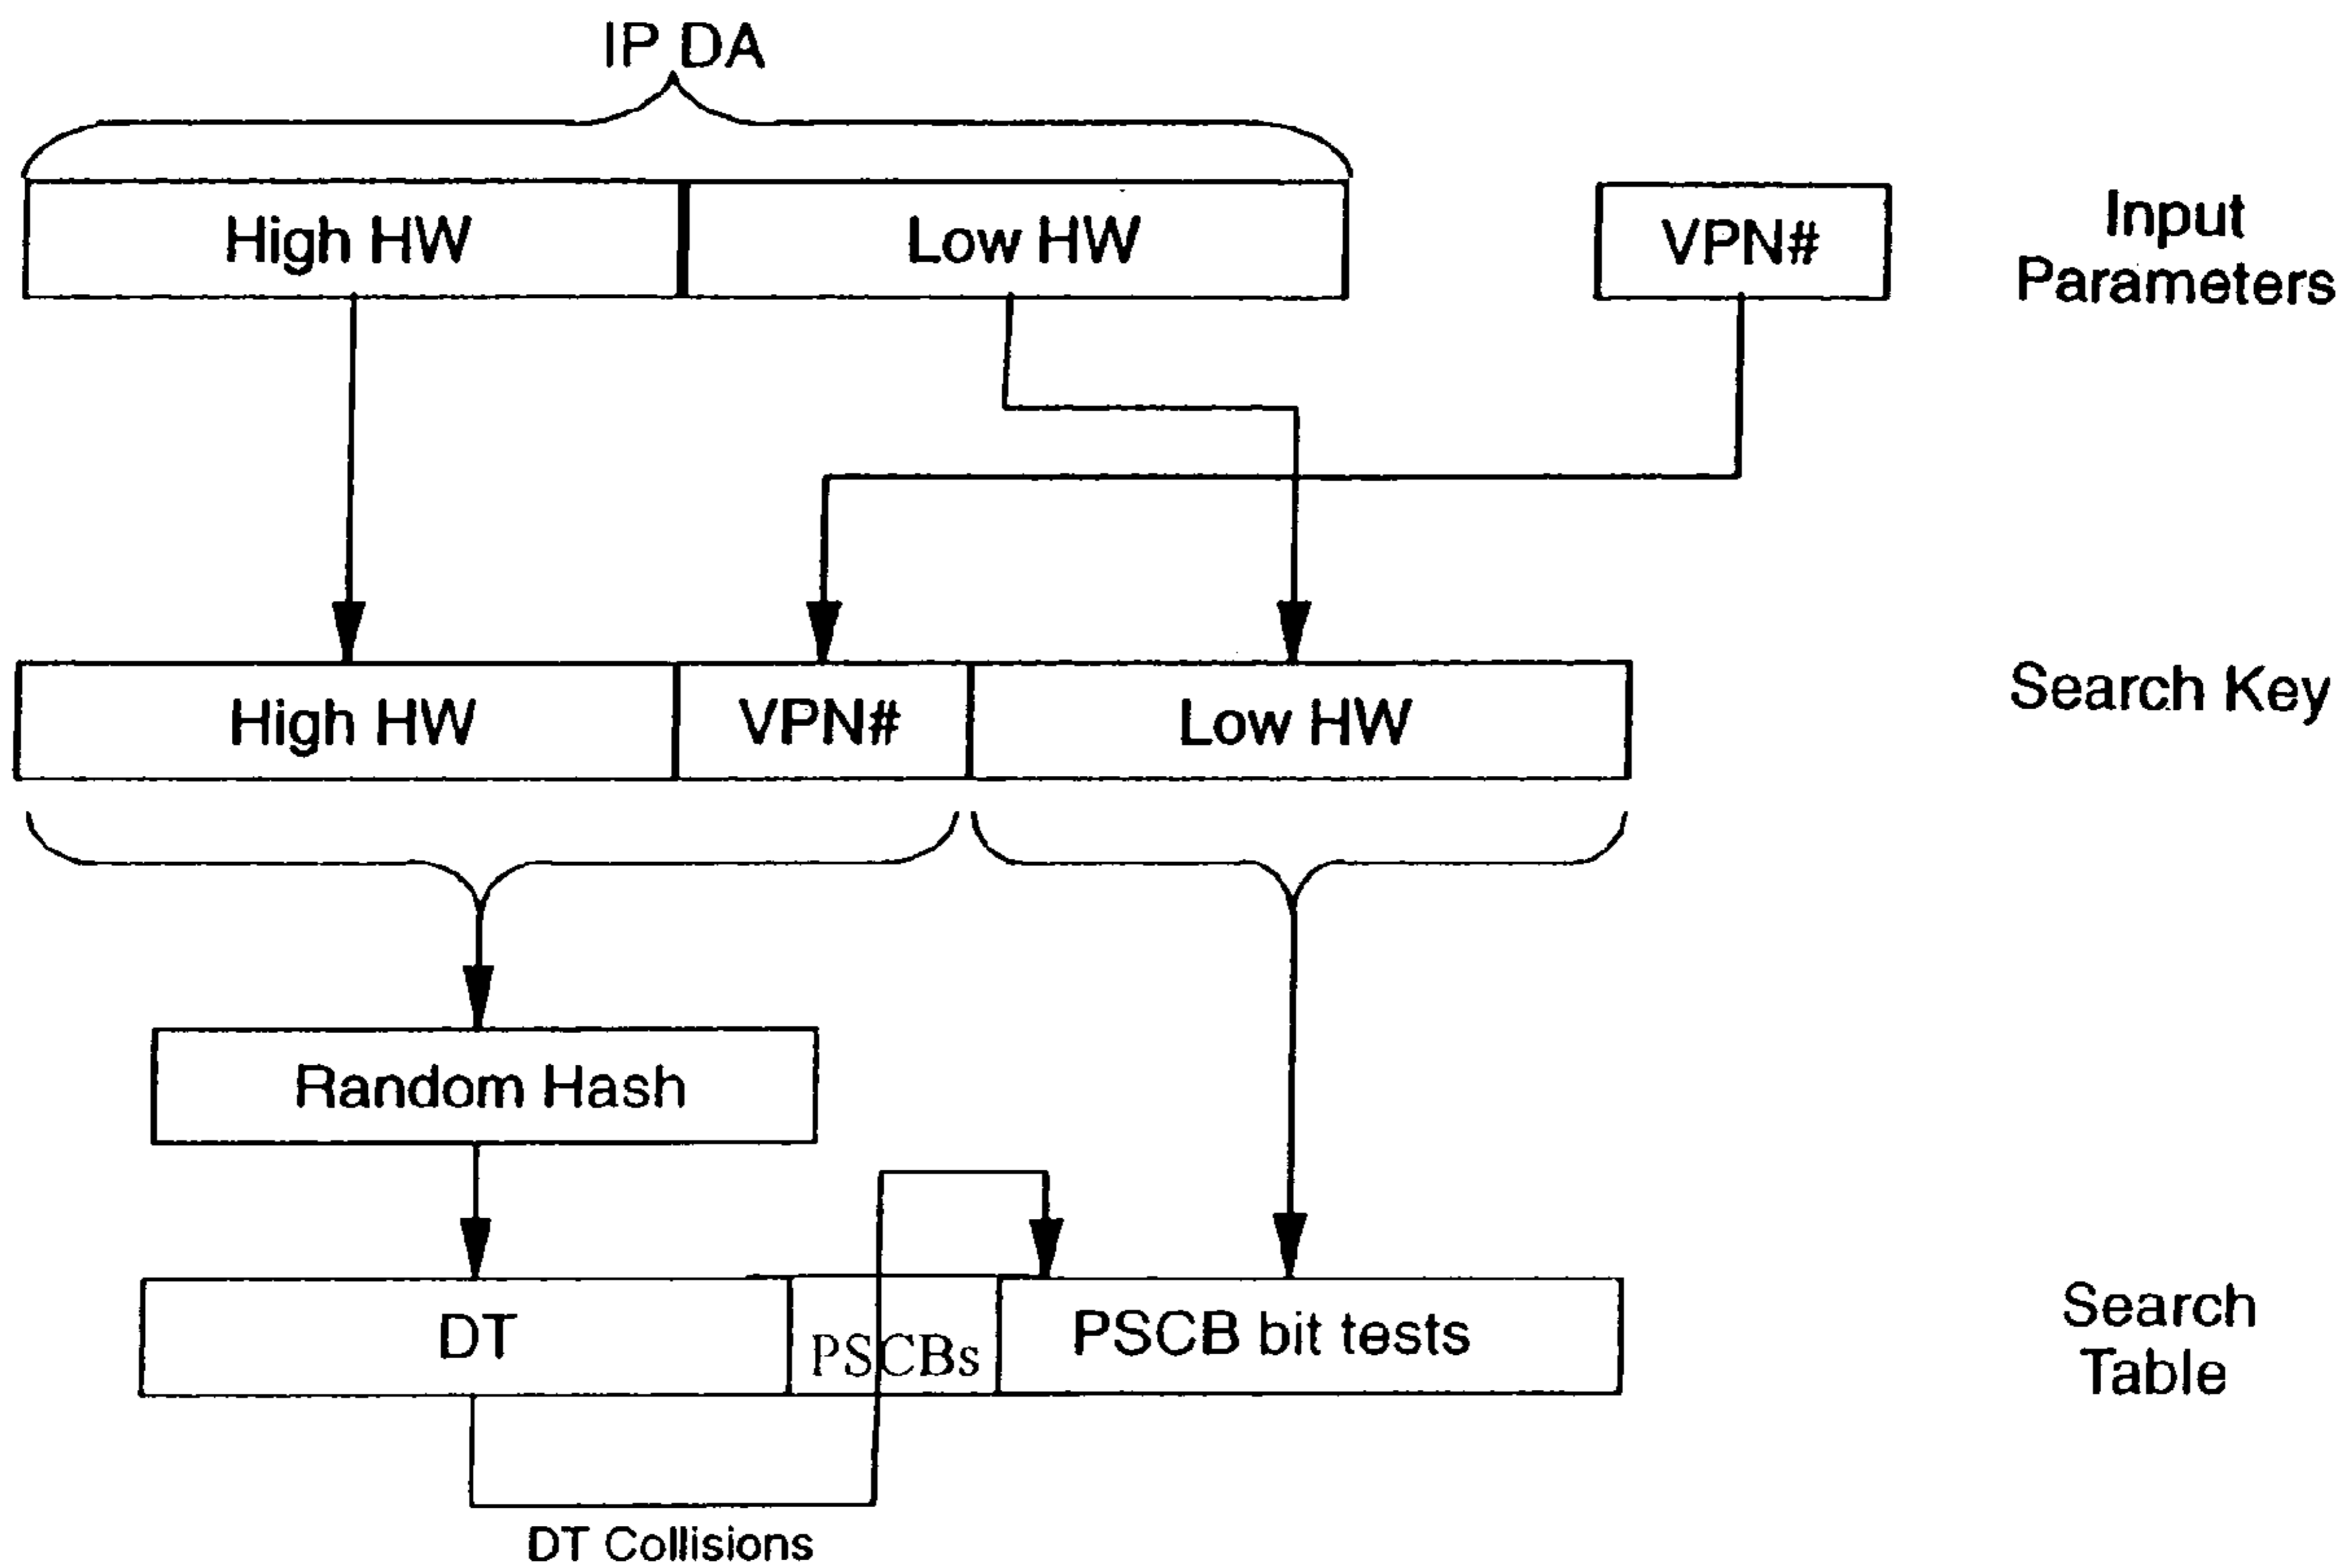 IP DA
High HW
Low HW
VPN#
Input
Parameters
High HW
VPN#
Low HW
Search Key
Random Hash
DT
PSCBs
PSCB bit tests
Search
Table
DT Collisions